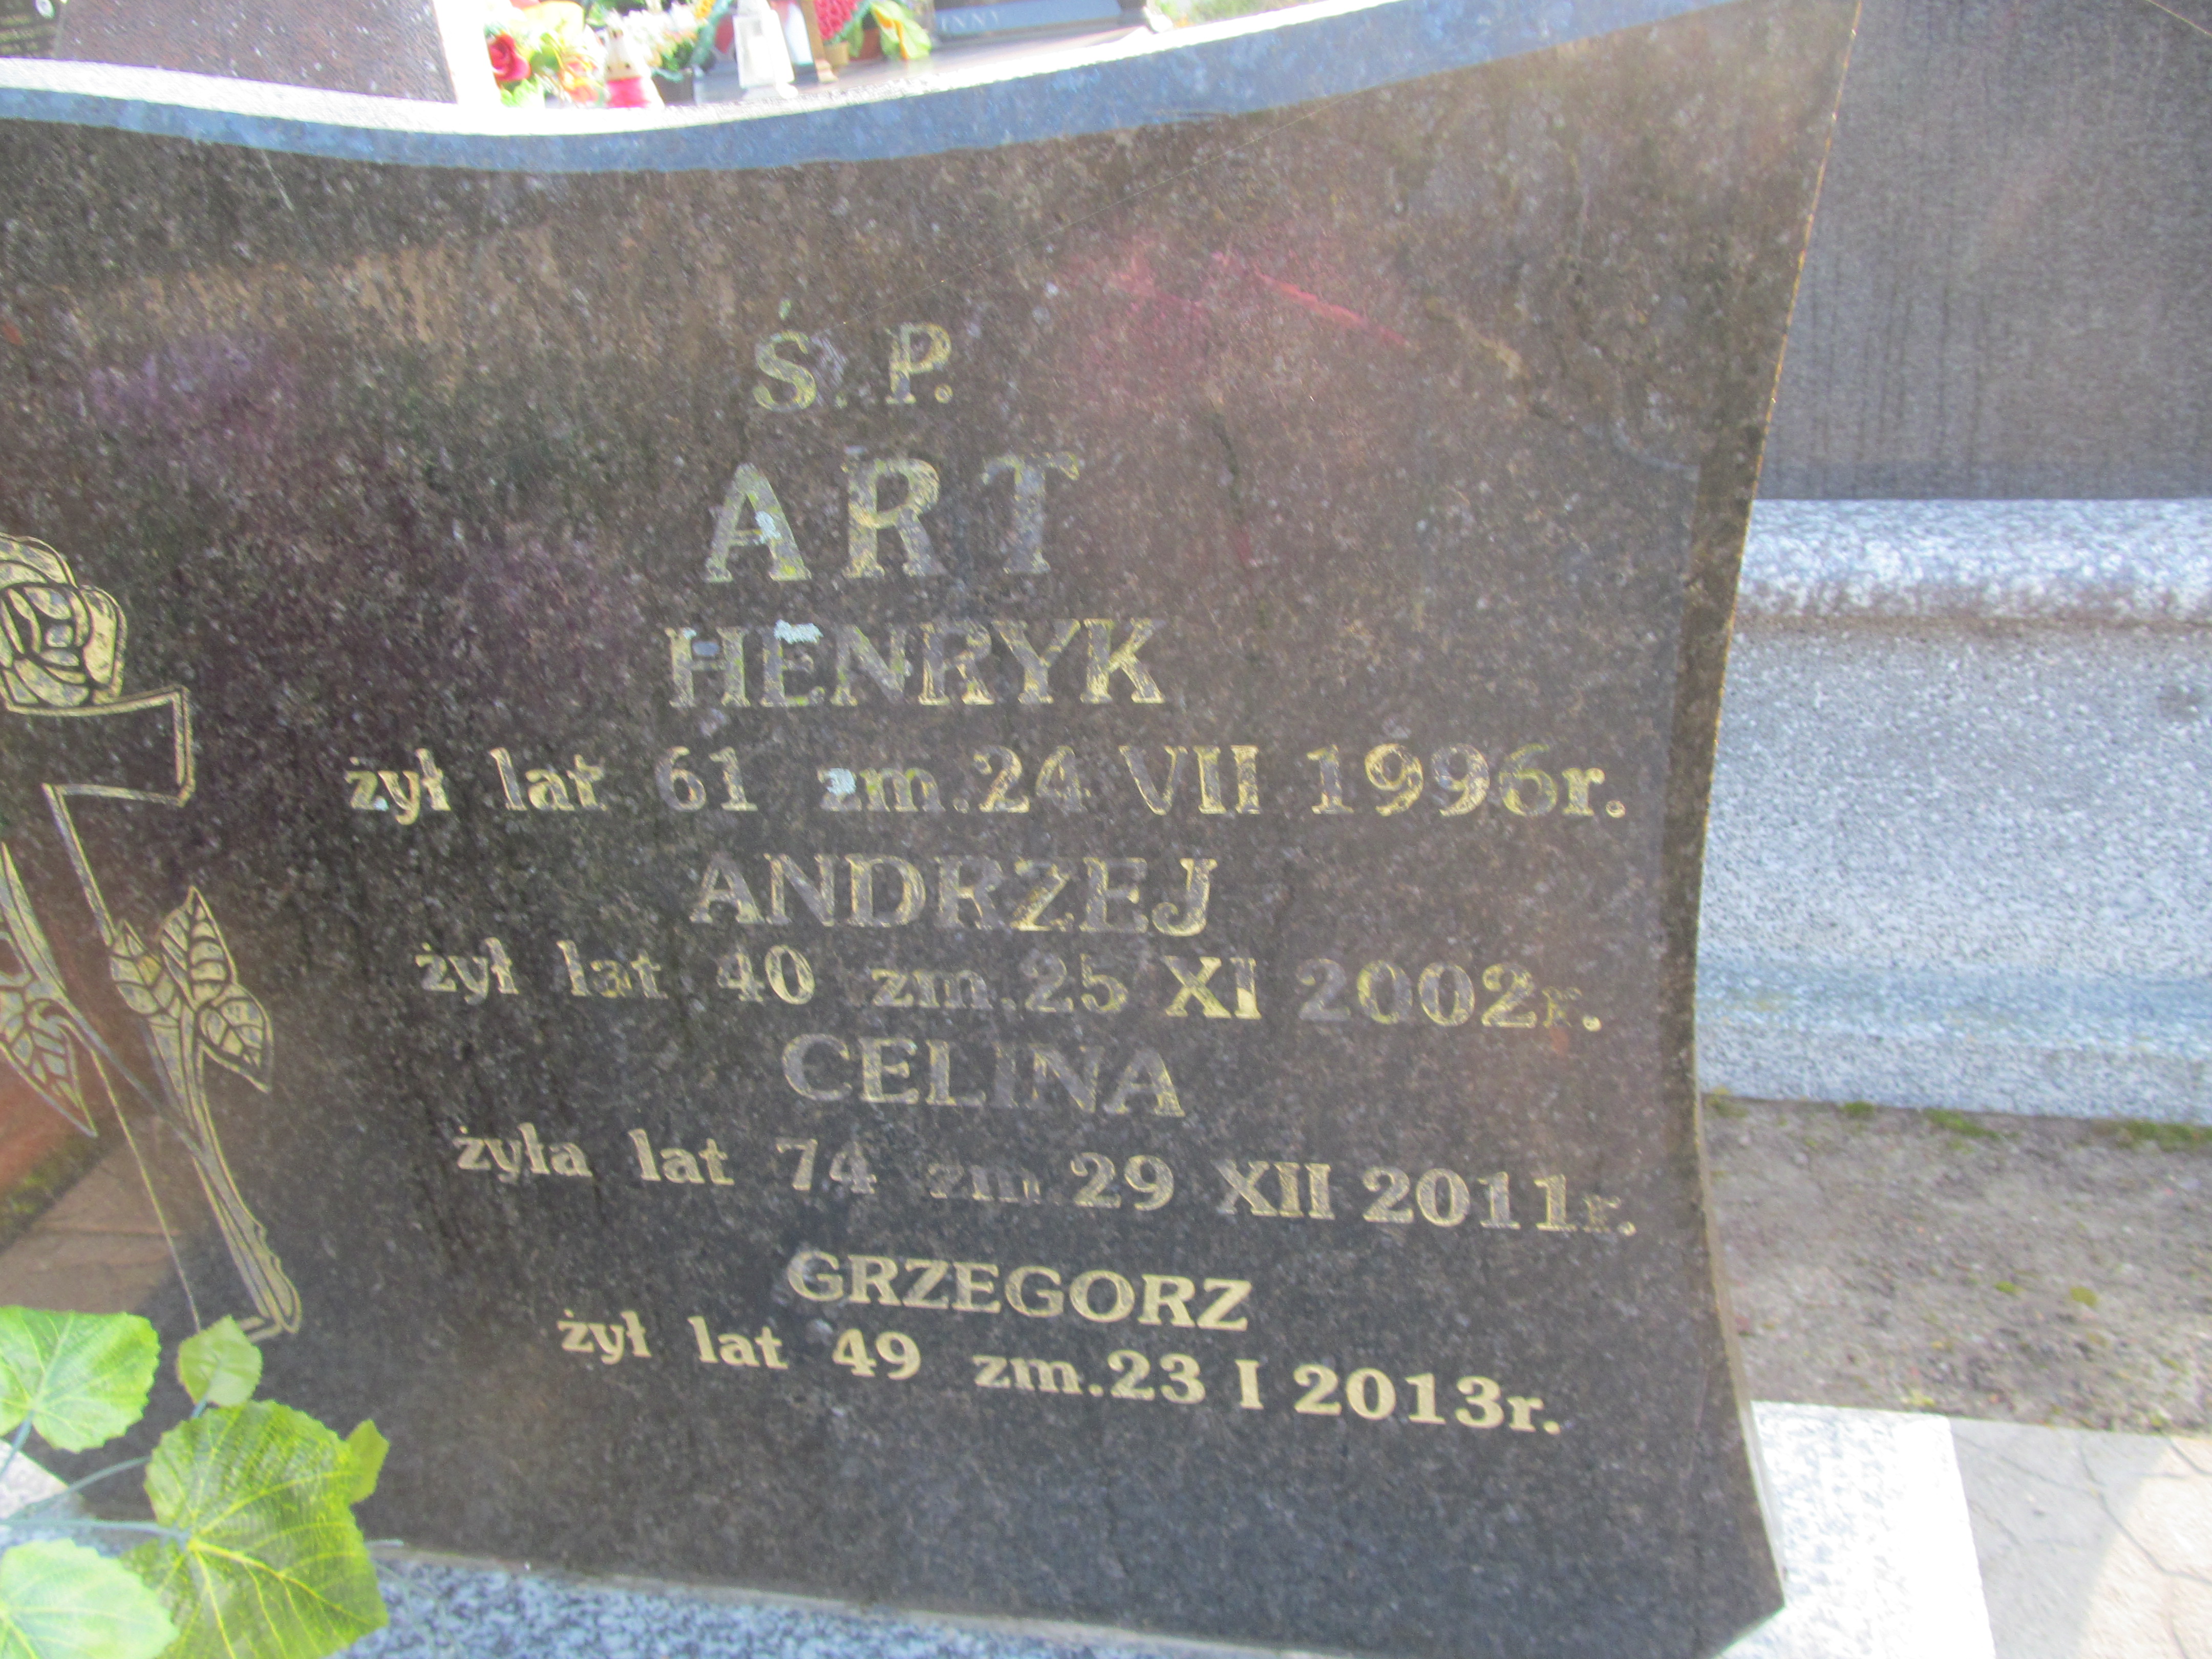 Ś. P.
ART
HENRYK
żył lat 61 zm.24 VII 1996r.
ANDRZEJ
żył lat 40 zm.25 XI 2002r.
CELINA
żyła lat 74 zm.29 XII 2011r.
GRZEGORZ
żył lat 49 zm.23 I 2013r.